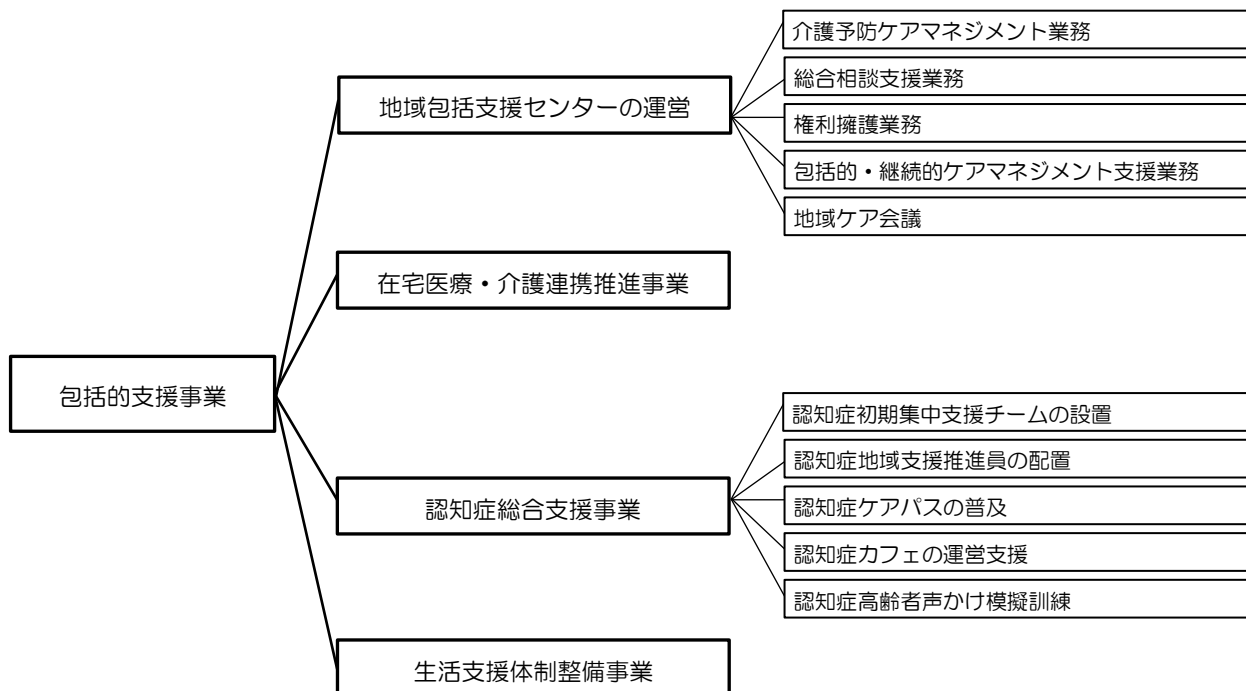 包括的支援事業
地域包括支援センターの運営
介護予防ケアマネジメント業務
総合相談支援業務
権利擁護業務
包括的・継続的ケアマネジメント支援業務
地域ケア会議
在宅医療・介護連携推進事業
認知症総合支援事業
認知症初期集中支援チームの設置
認知症地域支援推進員の配置
認知症ケアパスの普及
認知症カフェの運営支援
認知症高齢者声かけ模擬訓練
生活支援体制整備事業